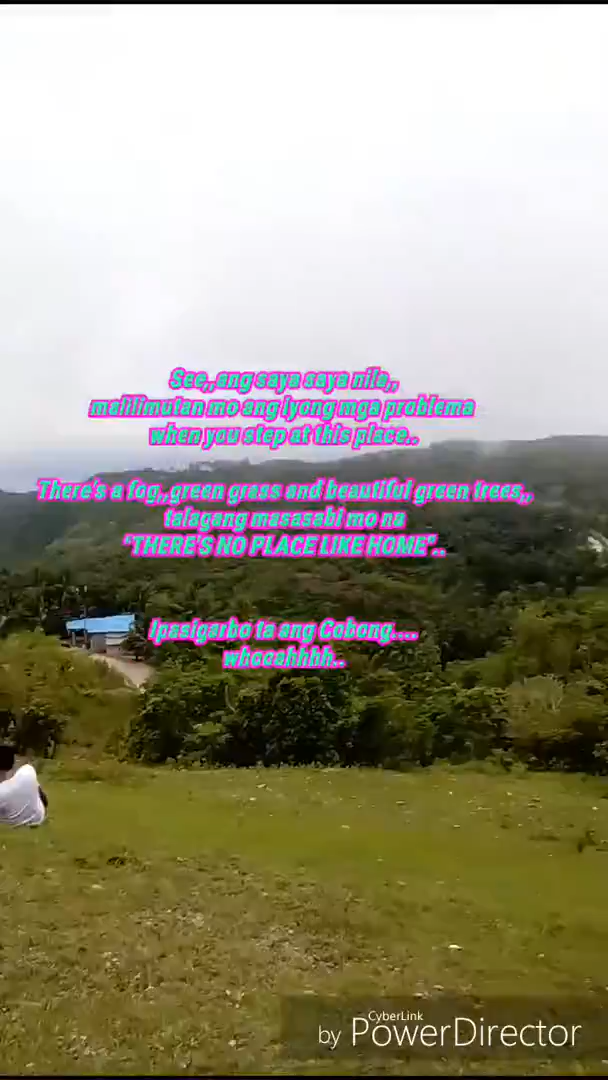 See,,ang saya saya nila,,
malilimutan mo ang iyong mga problema
when you step at this place..
There's a fog,,green grass and beautiful green trees,,
talagang masasabi mo na
"THERE'S NO PLACE LIKE HOME"..
Ipasigarbo ta ang Cobong....
whooahhhh..
CyberLink
by PowerDirector